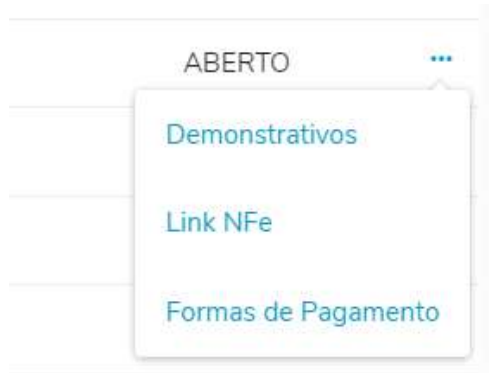 ABERTO ...
Demonstrativos
Link NFe
Formas de Pagamento